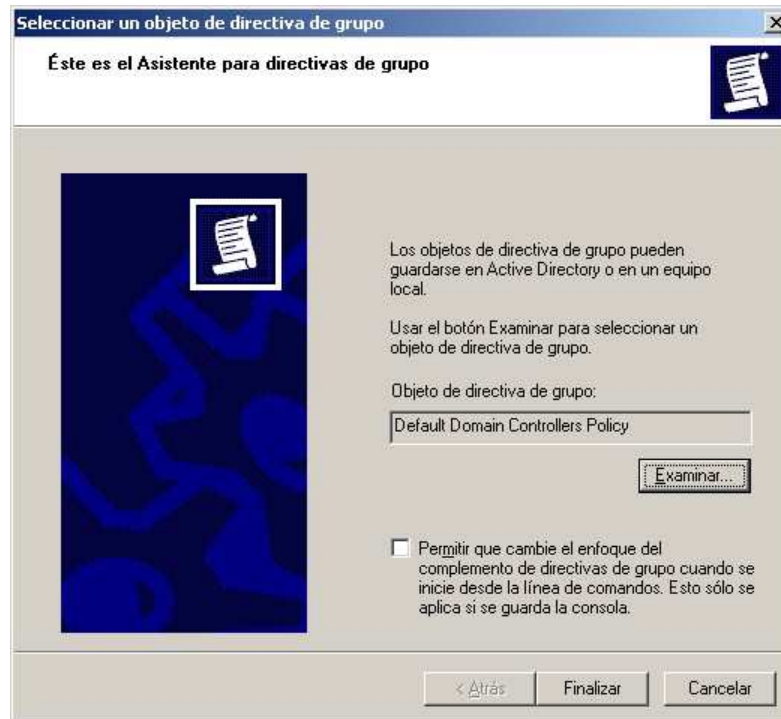 Seleccionar un objeto de directiva de grupo
Éste es el Asistente para directivas de grupo
Los objetos de directiva de grupo pueden
guardarse en Active Directory o en un equipo
local.
Usar el botón Examinar para seleccionar un
objeto de directiva de grupo.
Objeto de directiva de grupo:
Default Domain Controllers Policy
Examinar...
Permitir que cambie el enfoque del
complemento de directivas de grupo cuando se
inicie desde la línea de comandos. Esto sólo se
aplica si se guarda la consola.
< Atrás
Finalizar
Cancelar